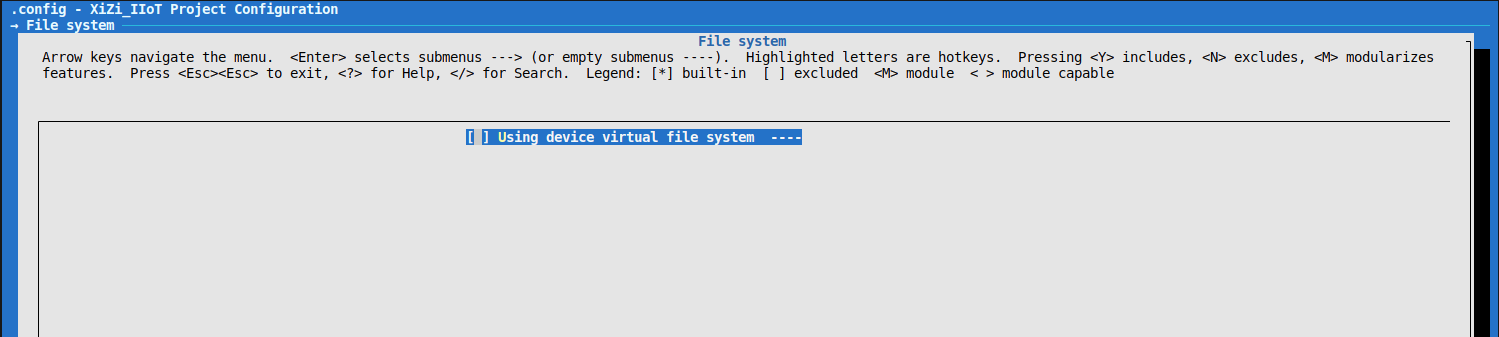 .config - XiZi_IIoT Project Configuration
→ File system
File system
Arrow keys navigate the menu.  <Enter> selects submenus ---> (or empty submenus ----).  Highlighted letters are hotkeys.  Pressing <Y> includes, <N> excludes, <M> modularizes
features.  Press <Esc><Esc> to exit, <?> for Help, </> for Search.  Legend: [*] built-in  [ ] excluded  <M> module  < > module capable
[ ] Using device virtual file system  ----